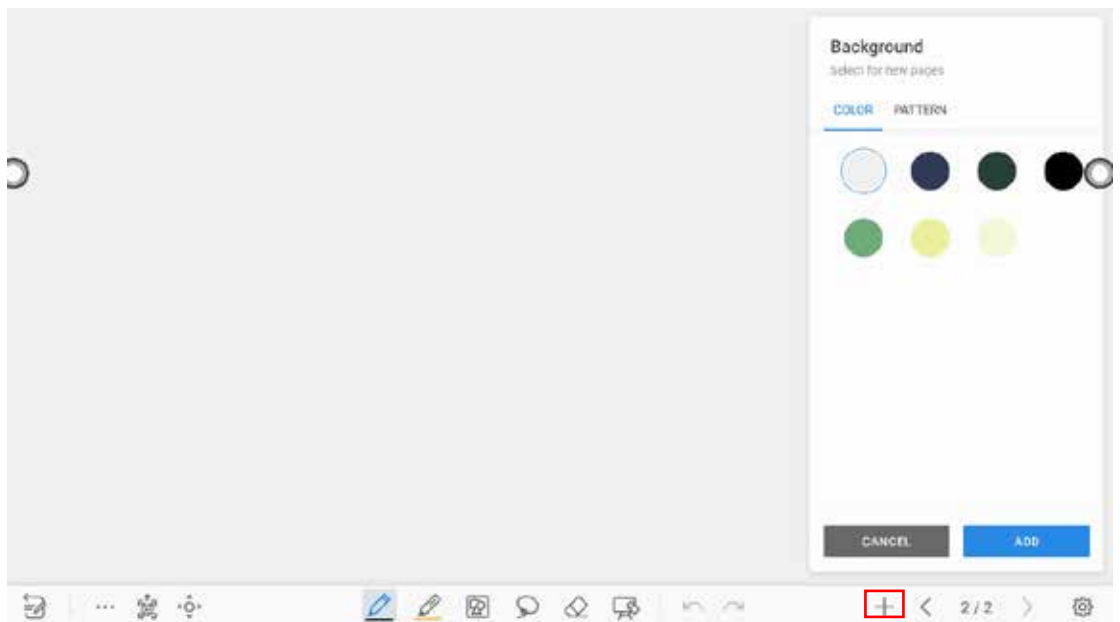 Background
Select for new pages
COLOR PATTERN
CANCEL ADD
2/2